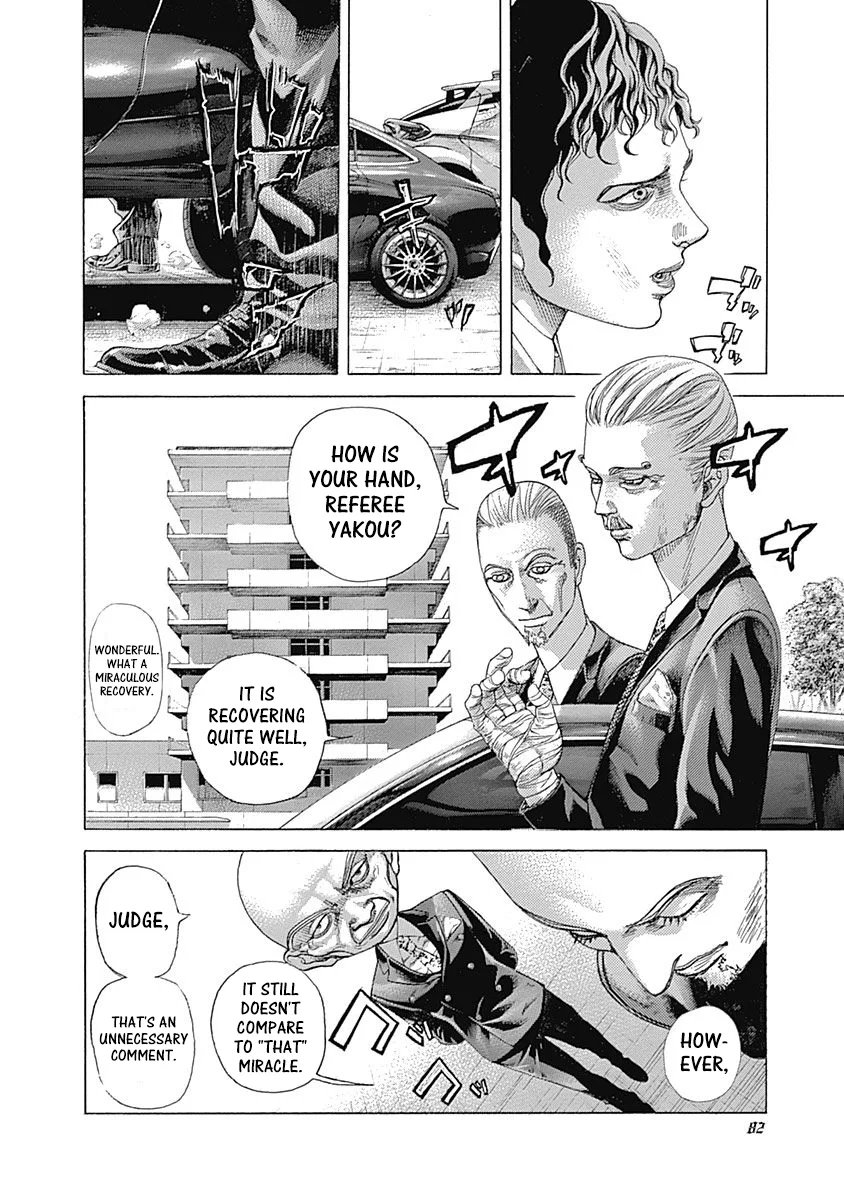 HOW IS
YOUR HAND,
REFEREE
YAKOU?
IT IS
RECOVERING
QUITE WELL,
JUDGE.
WONDERFUL.
WHAT A
MIRACULOUS
RECOVERY.
HOW-
EVER,
IT STILL
DOESN'T
COMPARE
TO "THAT"
MIRACLE.
JUDGE,
THAT'S AN
UNNECESSARY
COMMENT.
82